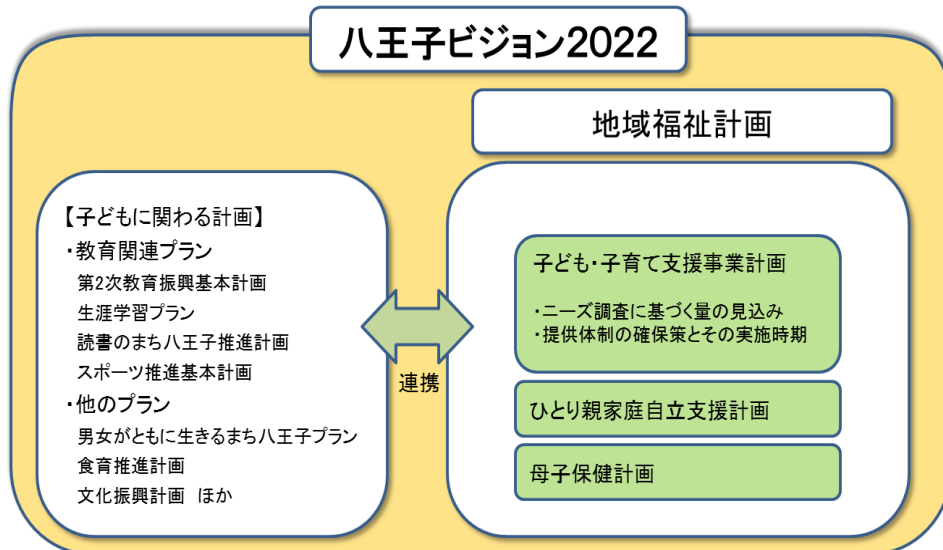 八王子ビジョン2022
地域福祉計画
【子どもに関わる計画】
・教育関連プラン
第2次教育振興基本計画
生涯学習プラン
読書のまち八王子推進計画
スポーツ推進基本計画
・他のプラン
男女がともに生きるまち八王子プラン
食育推進計画
文化振興計画　ほか
連携
子ども・子育て支援事業計画
・ニーズ調査に基づく量の見込み
・提供体制の確保策とその実施時期
ひとり親家庭自立支援計画
母子保健計画